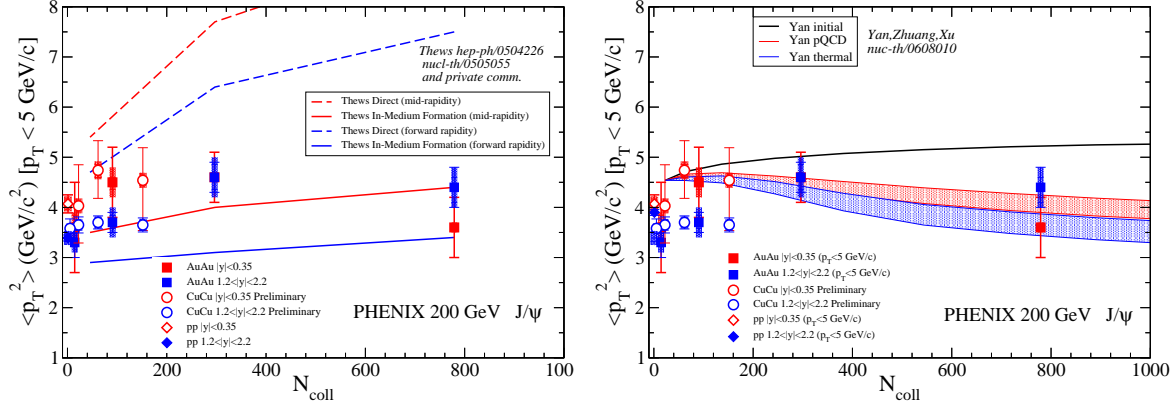 <p_T^2> (GeV/c^2) [p_T < 5 GeV/c]
8
7
6
5
4
3
2
1
Thews hep-ph/0504226
nucl-th/0505055
and private comm.
Thews Direct (mid-rapidity)
Thews In-Medium Formation (mid-rapidity)
Thews Direct (forward rapidity)
Thews In-Medium Formation (forward rapidity)
AuAu |y|<0.35
AuAu 1.2<|y|<2.2
CuCu |y|<0.35 Preliminary
CuCu 1.2<|y|<2.2 Preliminary
pp |y|<0.35
pp 1.2<|y|<2.2
PHENIX 200 GeV J/ψ
0 200 400 600 800 1000
N_coll
<p_T^2> (GeV/c^2) [p_T < 5 GeV/c]
8
7
6
5
4
3
2
1
Yan initial
Yan pQCD
Yan thermal
Yan,Zhuang,Xu
nuc-th/0608010
AuAu |y|<0.35 (p_T<5 GeV/c)
AuAu 1.2<|y|<2.2 (p_T<5 GeV/c)
CuCu |y|<0.35 Preliminary
CuCu 1.2<|y|<2.2 Preliminary
pp |y|<0.35 (p_T<5 GeV/c)
pp 1.2<|y|<2.2 (p_T<5 GeV/c)
PHENIX 200 GeV J/ψ
0 200 400 600 800 1000
N_coll